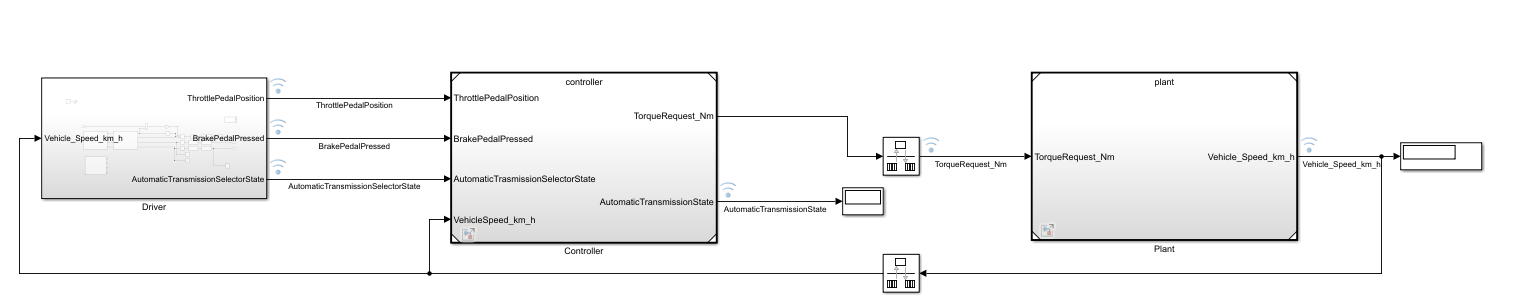 ThrottlePedalPosition
Vehicle_Speed_km_h
BrakePedalPressed
AutomaticTransmissionSelectorState
Driver
ThrottlePedalPosition
BrakePedalPressed
AutomaticTransmissionSelectorState
controller
ThrottlePedalPosition
BrakePedalPressed
AutomaticTrasmissionSelectorState
VehicleSpeed_km_h
TorqueRequest_Nm
AutomaticTransmissionState
Controller
AutomaticTransmissionState
TorqueRequest_Nm
plant
TorqueRequest_Nm
Vehicle_Speed_km_h
Plant
Vehicle_Speed_km_h